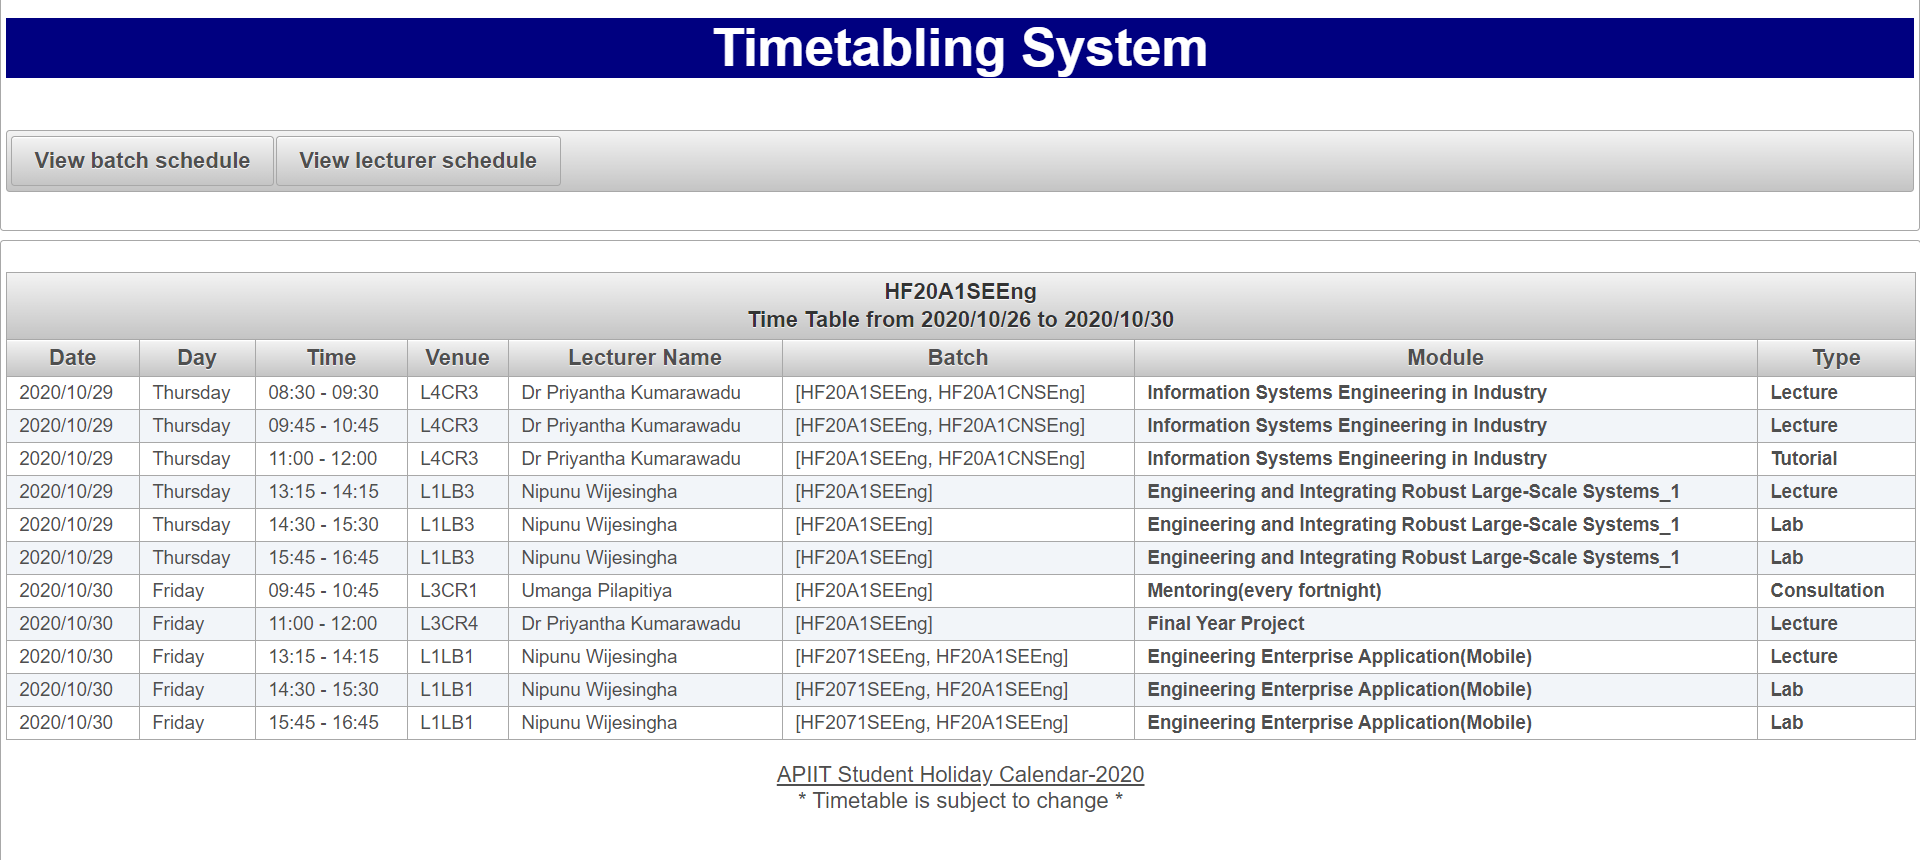 Timetabling System
View batch schedule View lecturer schedule
HF20A1SEEng
Time Table from 2020/10/26 to 2020/10/30
Date Day Time Venue Lecturer Name Batch Module Type
2020/10/29 Thursday 08:30 - 09:30 L4CR3 Dr Priyantha Kumarawadu [HF20A1SEEng, HF20A1CNSEng] Information Systems Engineering in Industry Lecture
2020/10/29 Thursday 09:45 - 10:45 L4CR3 Dr Priyantha Kumarawadu [HF20A1SEEng, HF20A1CNSEng] Information Systems Engineering in Industry Lecture
2020/10/29 Thursday 11:00 - 12:00 L4CR3 Dr Priyantha Kumarawadu [HF20A1SEEng, HF20A1CNSEng] Information Systems Engineering in Industry Tutorial
2020/10/29 Thursday 13:15 - 14:15 L1LB3 Nipunu Wijesingha [HF20A1SEEng] Engineering and Integrating Robust Large-Scale Systems_1 Lecture
2020/10/29 Thursday 14:30 - 15:30 L1LB3 Nipunu Wijesingha [HF20A1SEEng] Engineering and Integrating Robust Large-Scale Systems_1 Lab
2020/10/29 Thursday 15:45 - 16:45 L1LB3 Nipunu Wijesingha [HF20A1SEEng] Engineering and Integrating Robust Large-Scale Systems_1 Lab
2020/10/30 Friday 09:45 - 10:45 L3CR1 Umanga Pilapitiya [HF20A1SEEng] Mentoring(every fortnight) Consultation
2020/10/30 Friday 11:00 - 12:00 L3CR4 Dr Priyantha Kumarawadu [HF20A1SEEng] Final Year Project Lecture
2020/10/30 Friday 13:15 - 14:15 L1LB1 Nipunu Wijesingha [HF2071SEEng, HF20A1SEEng] Engineering Enterprise Application(Mobile) Lecture
2020/10/30 Friday 14:30 - 15:30 L1LB1 Nipunu Wijesingha [HF2071SEEng, HF20A1SEEng] Engineering Enterprise Application(Mobile) Lab
2020/10/30 Friday 15:45 - 16:45 L1LB1 Nipunu Wijesingha [HF2071SEEng, HF20A1SEEng] Engineering Enterprise Application(Mobile) Lab
APIIT Student Holiday Calendar-2020
* Timetable is subject to change *